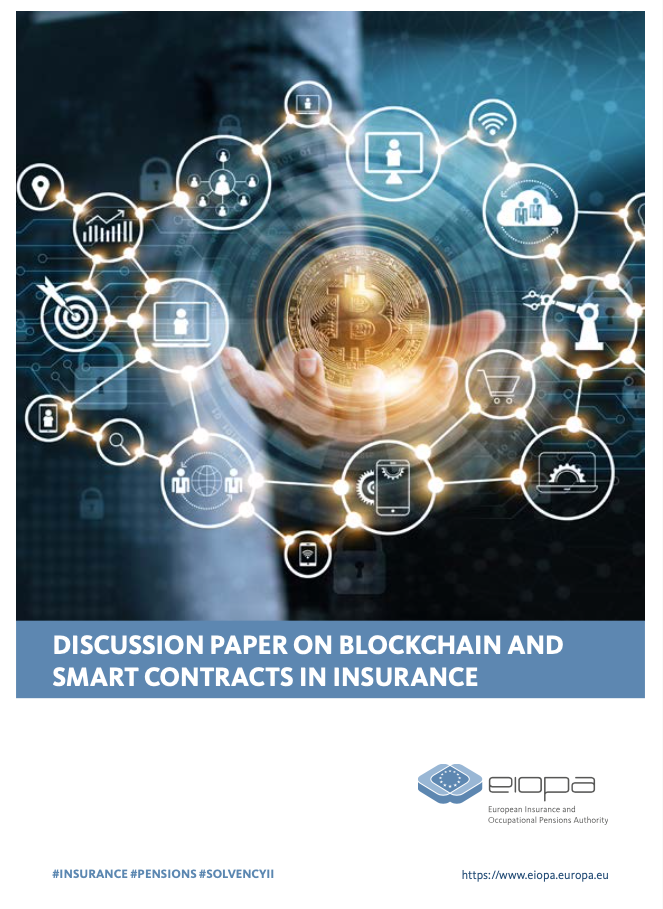 DISCUSSION PAPER ON BLOCKCHAIN AND
SMART CONTRACTS IN INSURANCE
eiopa
European Insurance and
Occupational Pensions Authority
#INSURANCE #PENSIONS #SOLVENCYII
https://www.eiopa.europa.eu